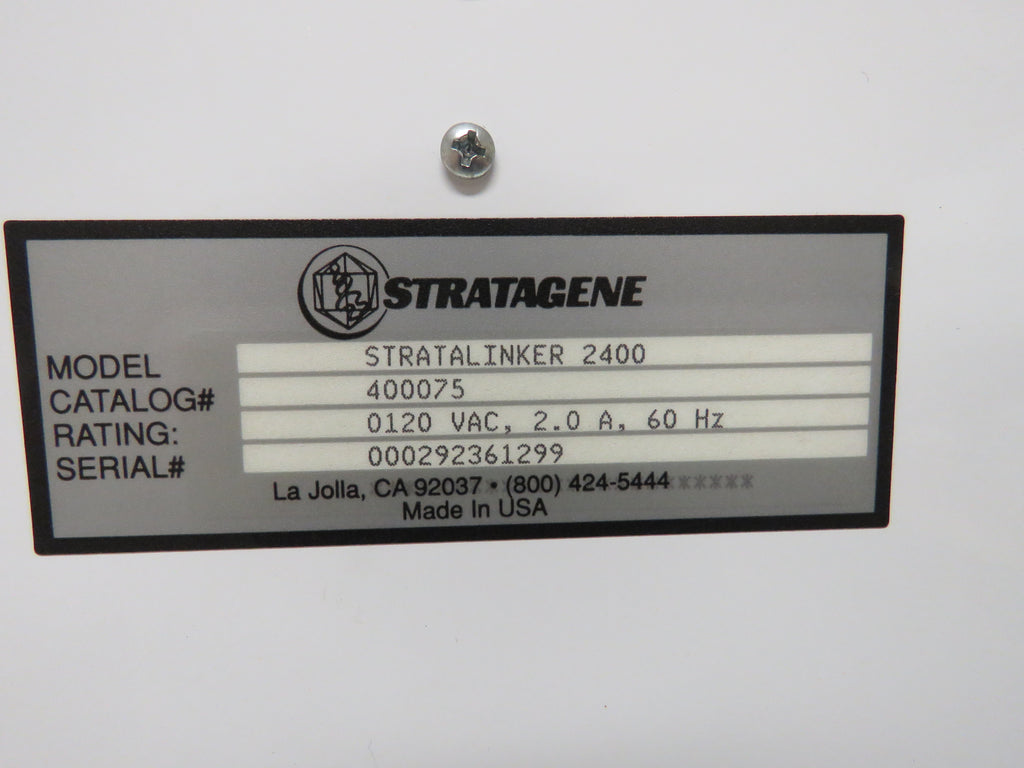 STRATAGENE
MODEL STRATALINKER 2400
CATALOG# 400075
RATING: 0120 VAC, 2.0 A, 60 Hz
SERIAL# 000292361299
La Jolla, CA 92037 • (800) 424-5444
Made In USA